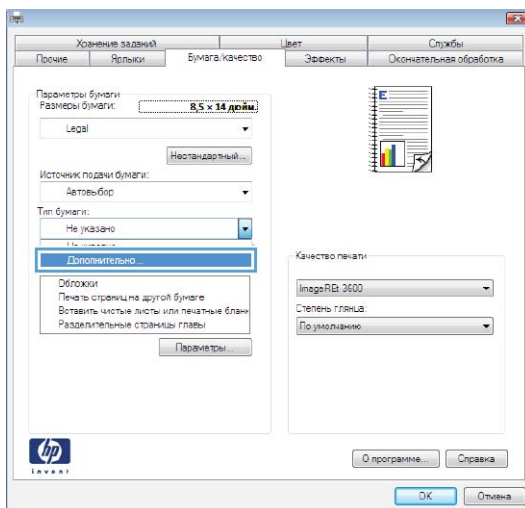 Хранение заданий Цвет Службы
Прочие Ярлыки Бумага/качество Эффекты Окончательная обработка
Параметры бумаги
Размеры бумаги: 8,5 × 14 дюйм.
Legal
Нестандартный...
Источник подачи бумаги:
Автовыбор
Тип бумаги:
Не указано
Дополнительно...
Обложки
Печать страниц на другой бумаге
Вставить чистые листы или печатные бланк
Разделительные страницы главы
Параметры...
E
Качество печати
ImageREt 3600
Степень глянца:
По умолчанию
hp
invent
О программе... Справка
OK Отмена